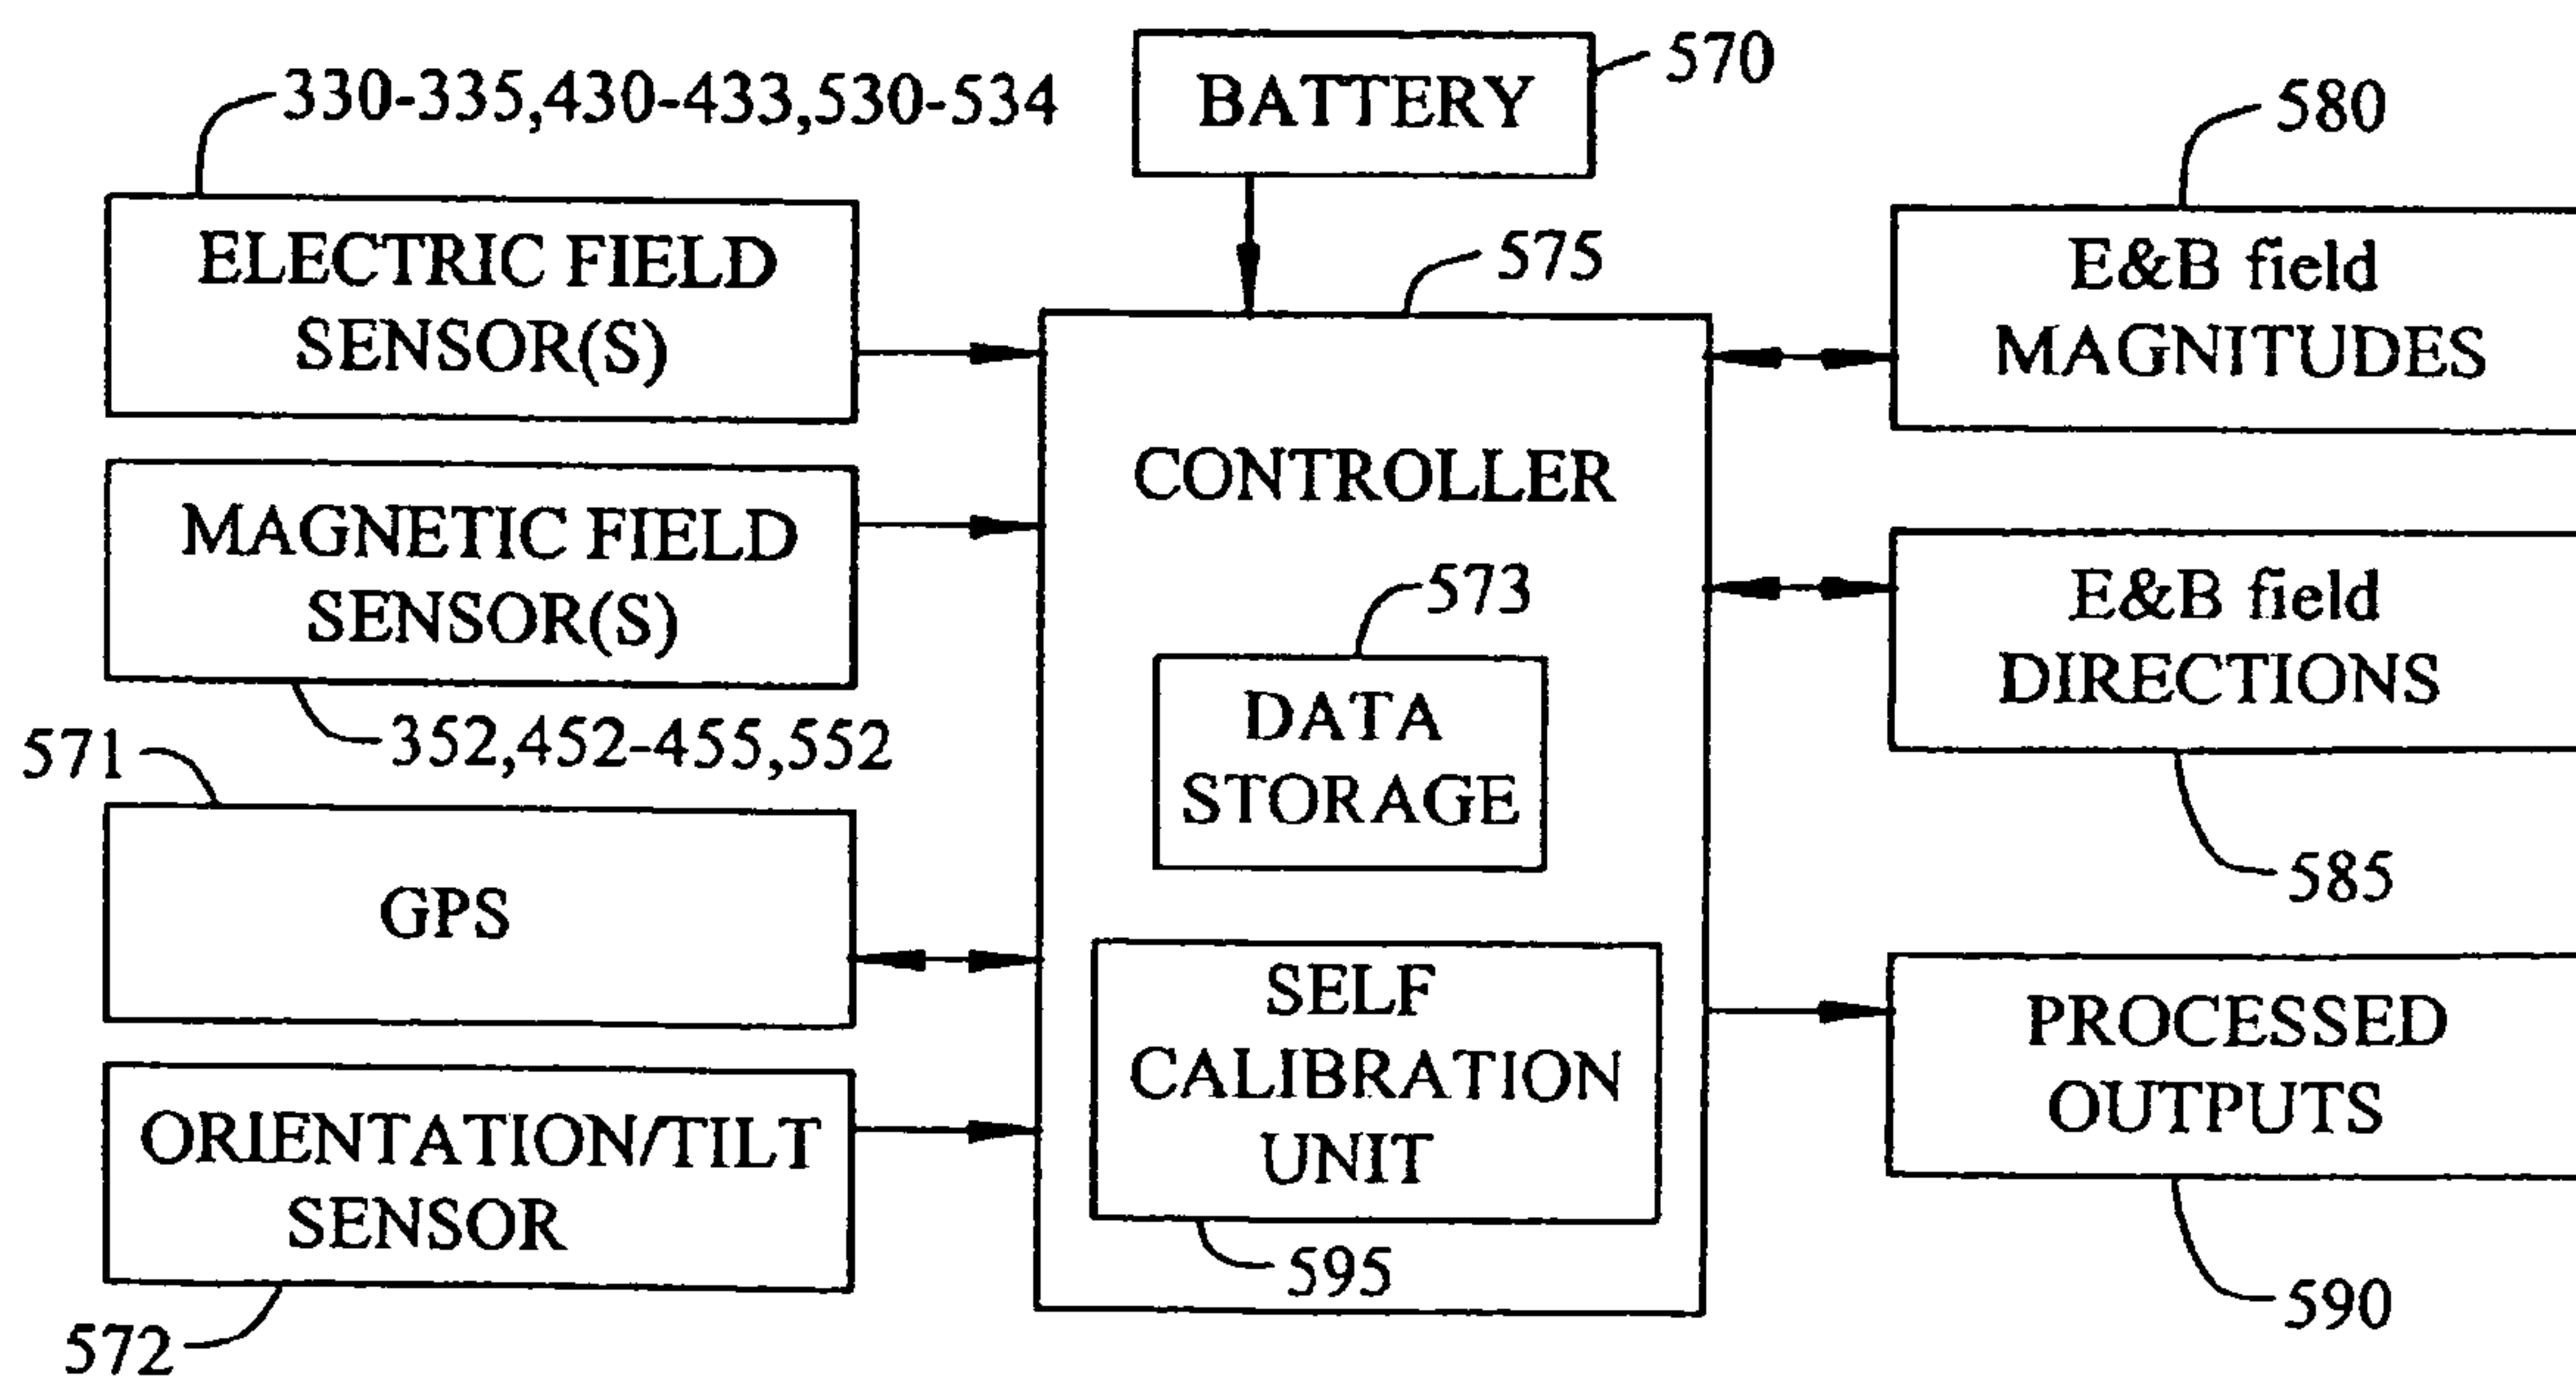 330-335,430-433,530-534
ELECTRIC FIELD
SENSOR(S)
MAGNETIC FIELD
SENSOR(S)
352,452-455,552
571
GPS
ORIENTATION/TILT
SENSOR
572
BATTERY
570
575
CONTROLLER
573
DATA
STORAGE
SELF
CALIBRATION
UNIT
595
580
E&B field
MAGNITUDES
E&B field
DIRECTIONS
585
PROCESSED
OUTPUTS
590